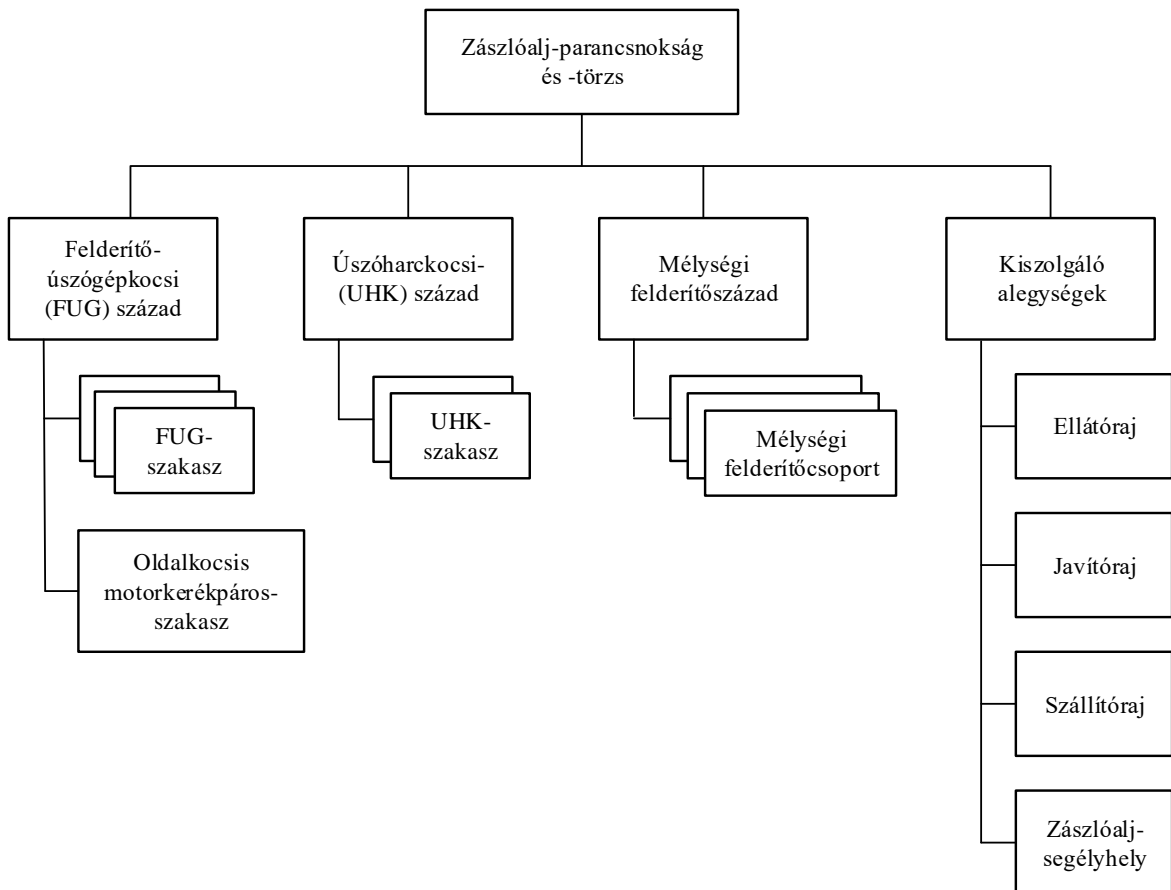 Zászlóalj-parancsnokság
és -törzs
Felderítő-
úszógépkocsi
(FUG) század
Úszóharckocsi-
(UHK) század
Mélységi
felderítőszázad
Kiszolgáló
alegységek
FUG-
szakasz
UHK-
szakasz
Mélységi
felderítőcsoport
Ellátóraj
Oldalkocsis
motorkerékpáros-
szakasz
Javítóraj
Szállítóraj
Zászlóalj-
segélyhely